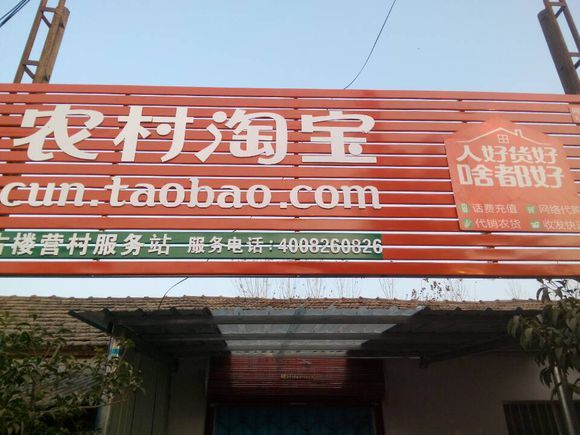 农村淘宝
cun.taobao.com
楼营村服务站 服务电话:4008260826
人好货好
啥都好
话费充值 网络代购
代销农货 收发快